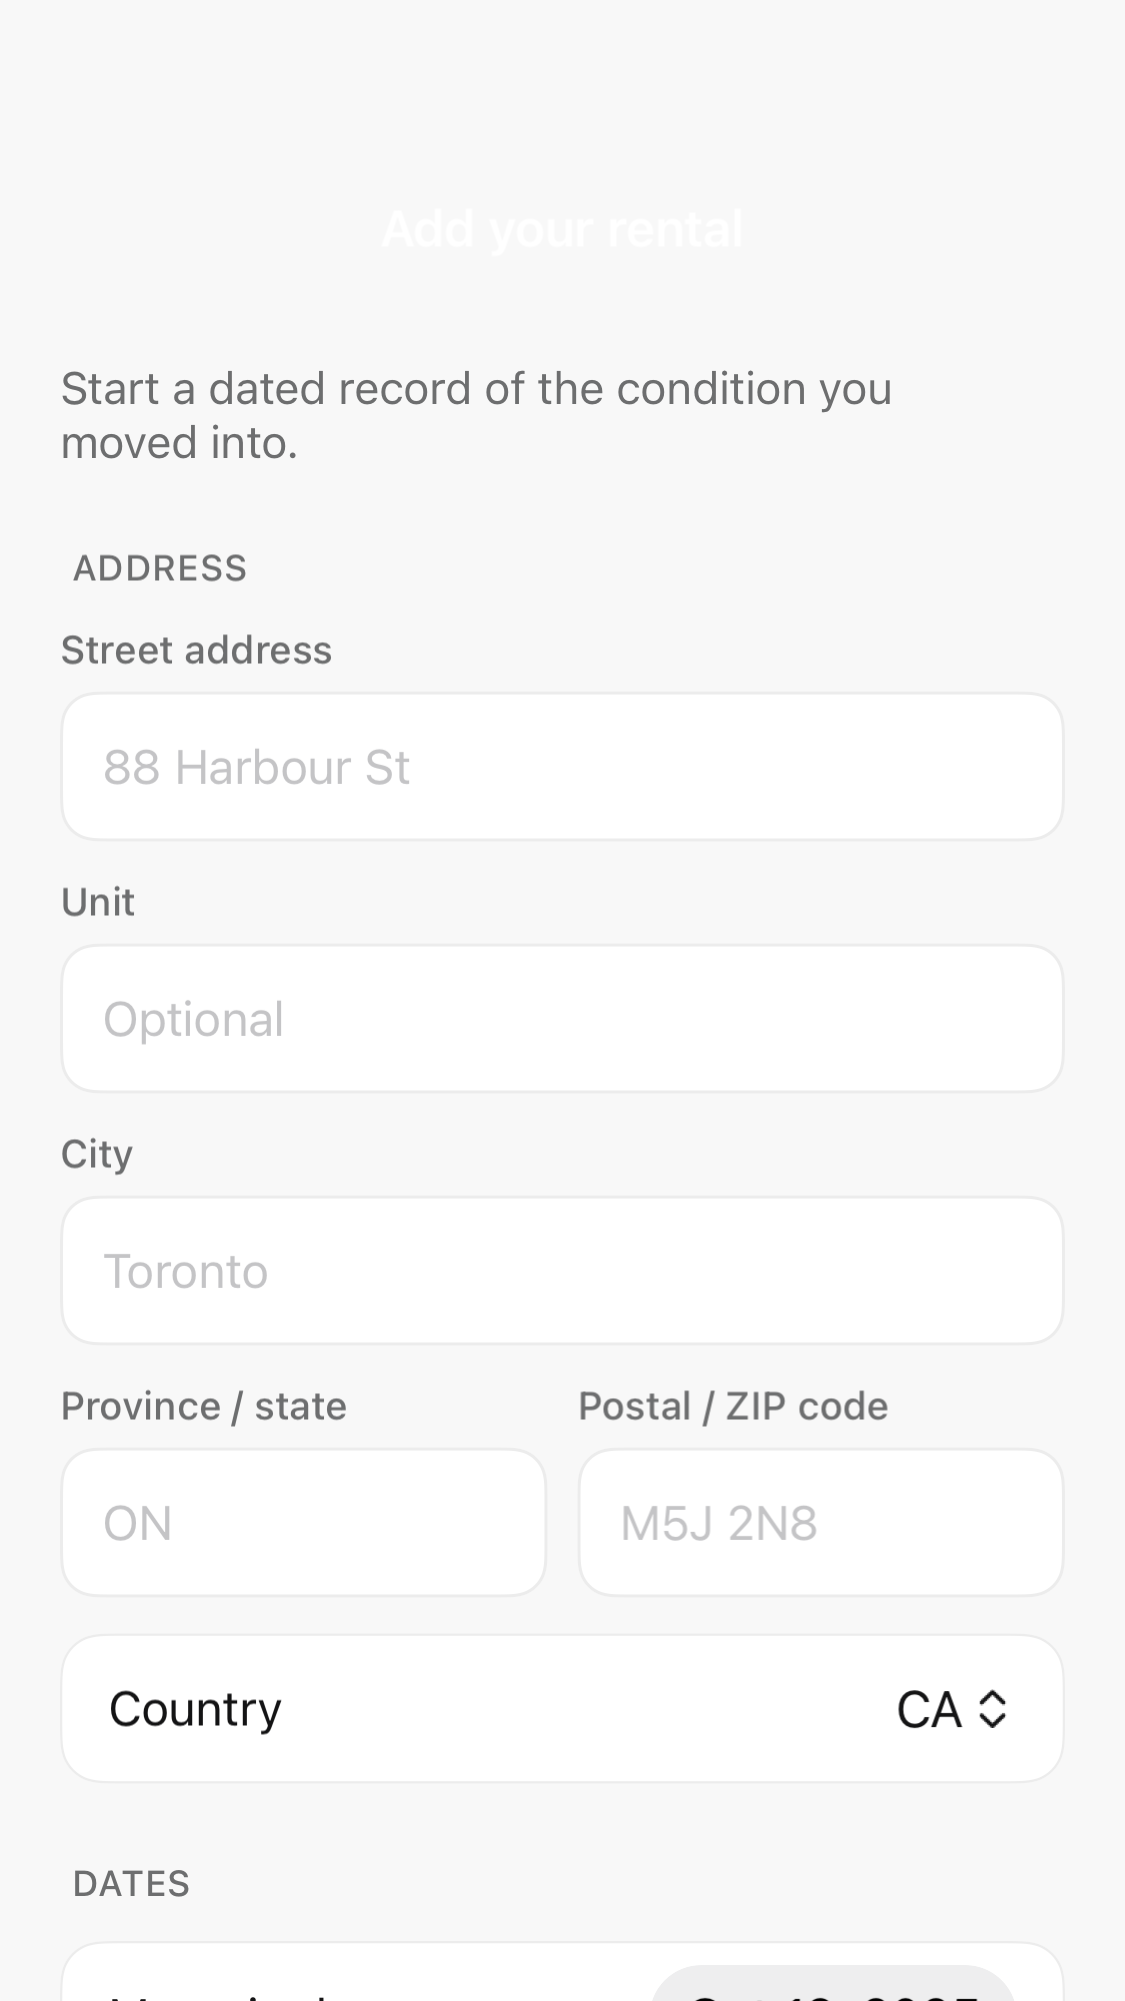 Add your rental
Start a dated record of the condition you
moved into.
ADDRESS
Street address
88 Harbour St
Unit
Optional
City
Toronto
Province / state
Postal / ZIP code
ON
M5J 2N8
Country
CA
DATES